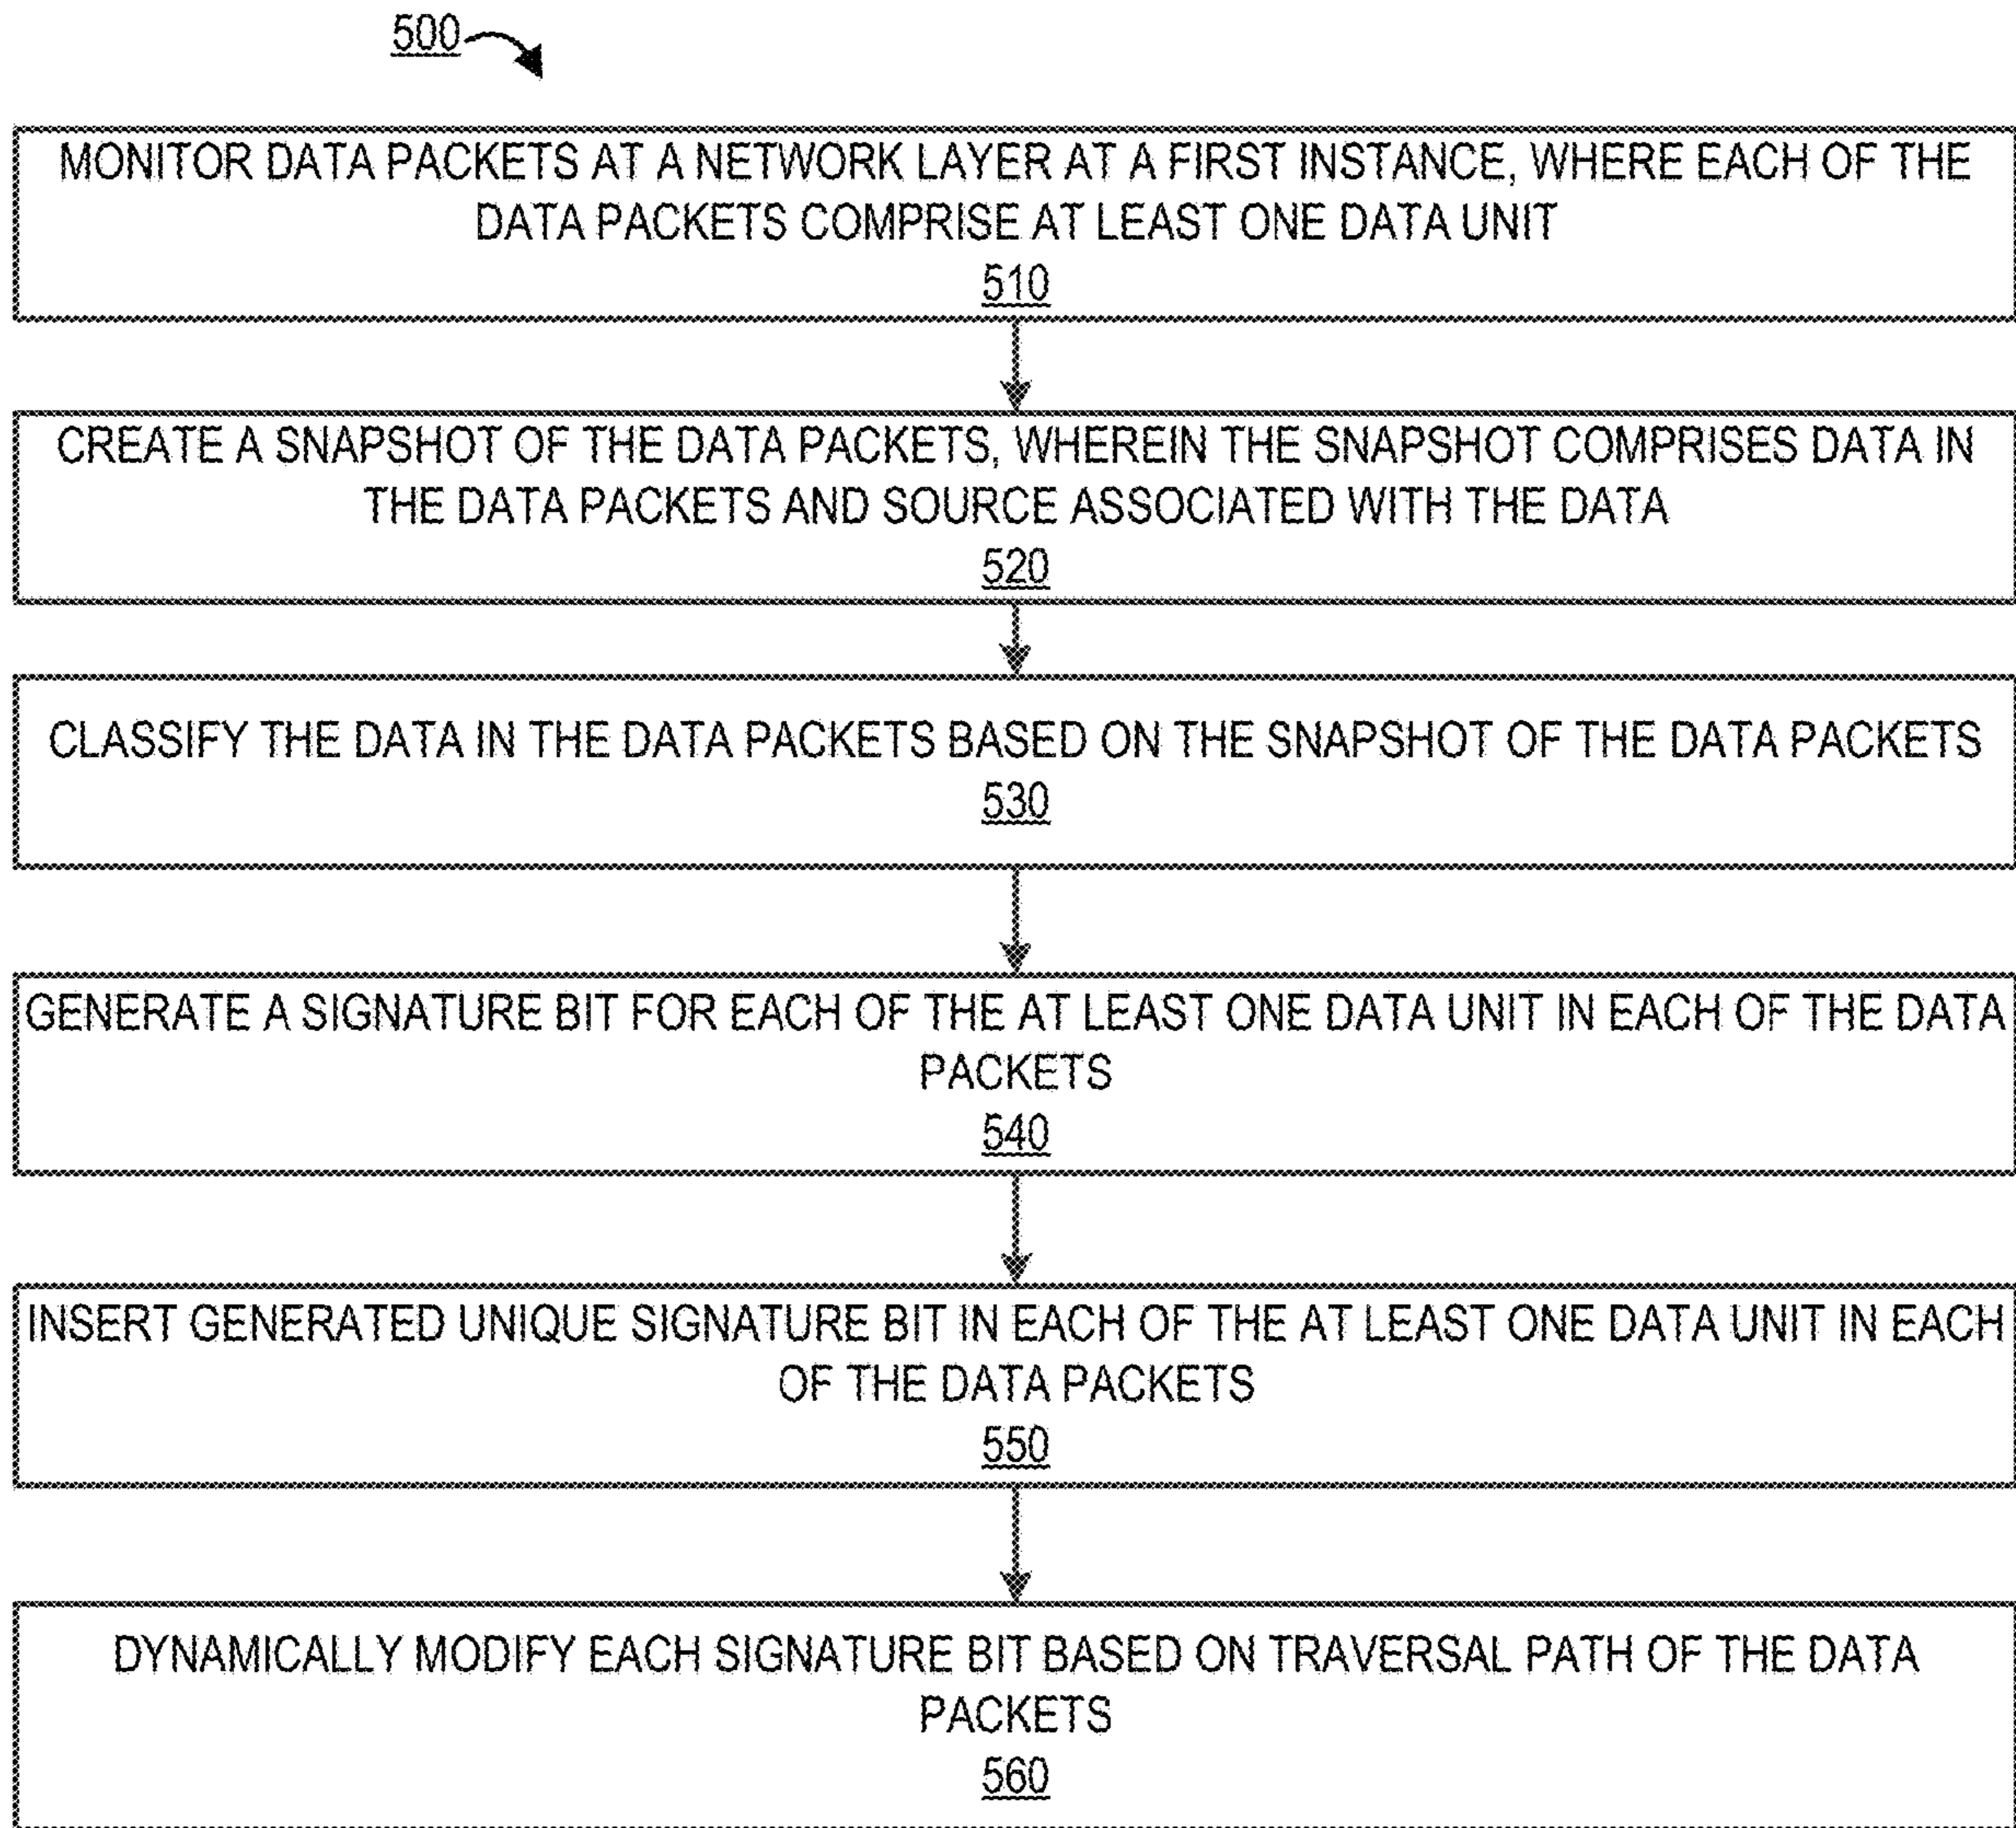 500
MONITOR DATA PACKETS AT A NETWORK LAYER AT A FIRST INSTANCE, WHERE EACH OF THE
DATA PACKETS COMPRISE AT LEAST ONE DATA UNIT
510
CREATE A SNAPSHOT OF THE DATA PACKETS, WHEREIN THE SNAPSHOT COMPRISES DATA IN
THE DATA PACKETS AND SOURCE ASSOCIATED WITH THE DATA
520
CLASSIFY THE DATA IN THE DATA PACKETS BASED ON THE SNAPSHOT OF THE DATA PACKETS
530
GENERATE A SIGNATURE BIT FOR EACH OF THE AT LEAST ONE DATA UNIT IN EACH OF THE DATA
PACKETS
540
INSERT GENERATED UNIQUE SIGNATURE BIT IN EACH OF THE AT LEAST ONE DATA UNIT IN EACH
OF THE DATA PACKETS
550
DYNAMICALLY MODIFY EACH SIGNATURE BIT BASED ON TRAVERSAL PATH OF THE DATA
PACKETS
560